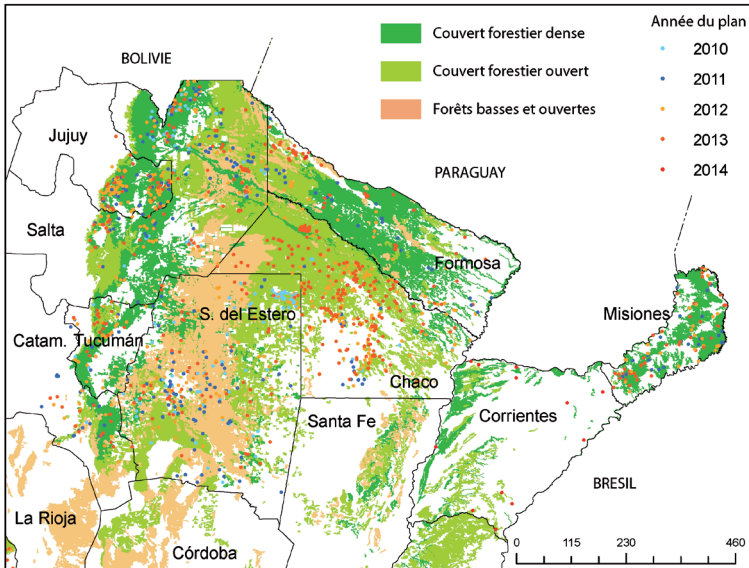 Couvert forestier dense
Couvert forestier ouvert
Forêts basses et ouvertes
Année du plan
2010
2011
2012
2013
2014
BOLIVIE
Jujuy
PARAGUAY
Salta
Formosa
S. del Estero
Misiones
Catam.
Tucumán
Chaco
Santa Fe
Corrientes
BRESIL
La Rioja
Córdoba
0 115 230 460